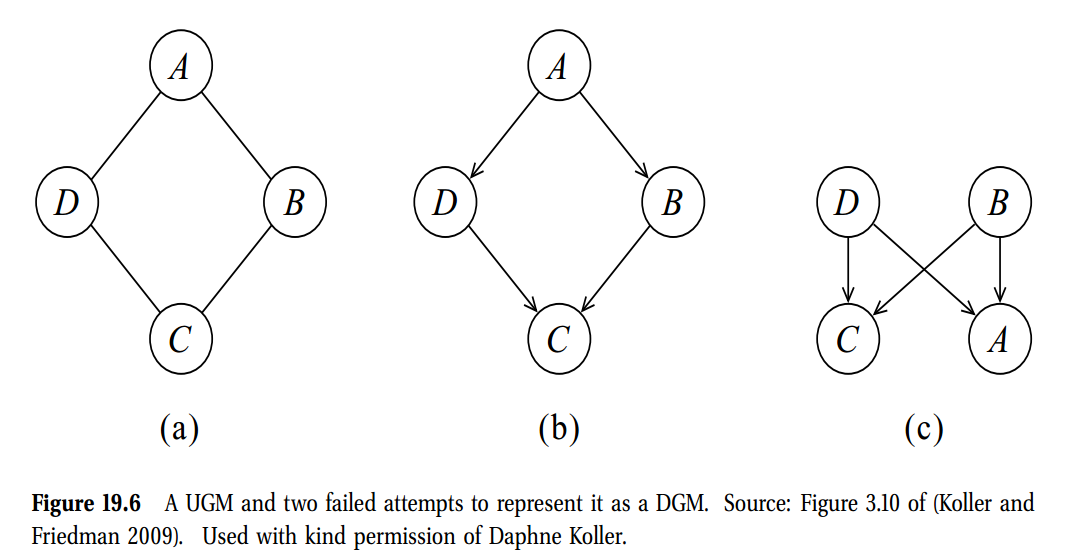 A
A
D
B
D
B
D
B
C
C
C
A
(a)
(b)
(c)
Figure 19.6 A UGM and two failed attempts to represent it as a DGM. Source: Figure 3.10 of (Koller and
Friedman 2009). Used with kind permission of Daphne Koller.